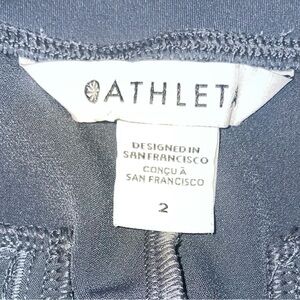 ATHLETA
DESIGNED IN
SAN FRANCISCO
CONÇU À
SAN FRANCISCO
2